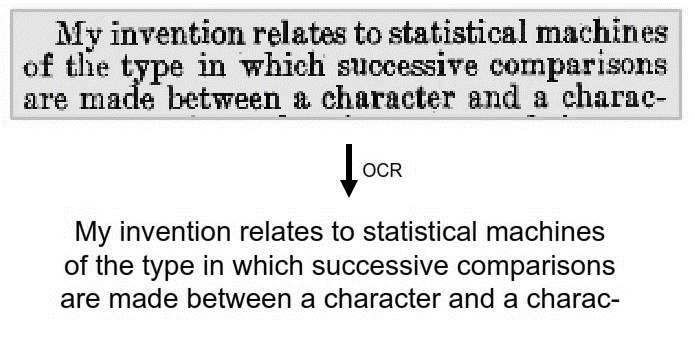 My invention relates to statistical machines
of the type in which successive comparisons
are made between a character and a charac-
OCR
My invention relates to statistical machines
of the type in which successive comparisons
are made between a character and a charac-